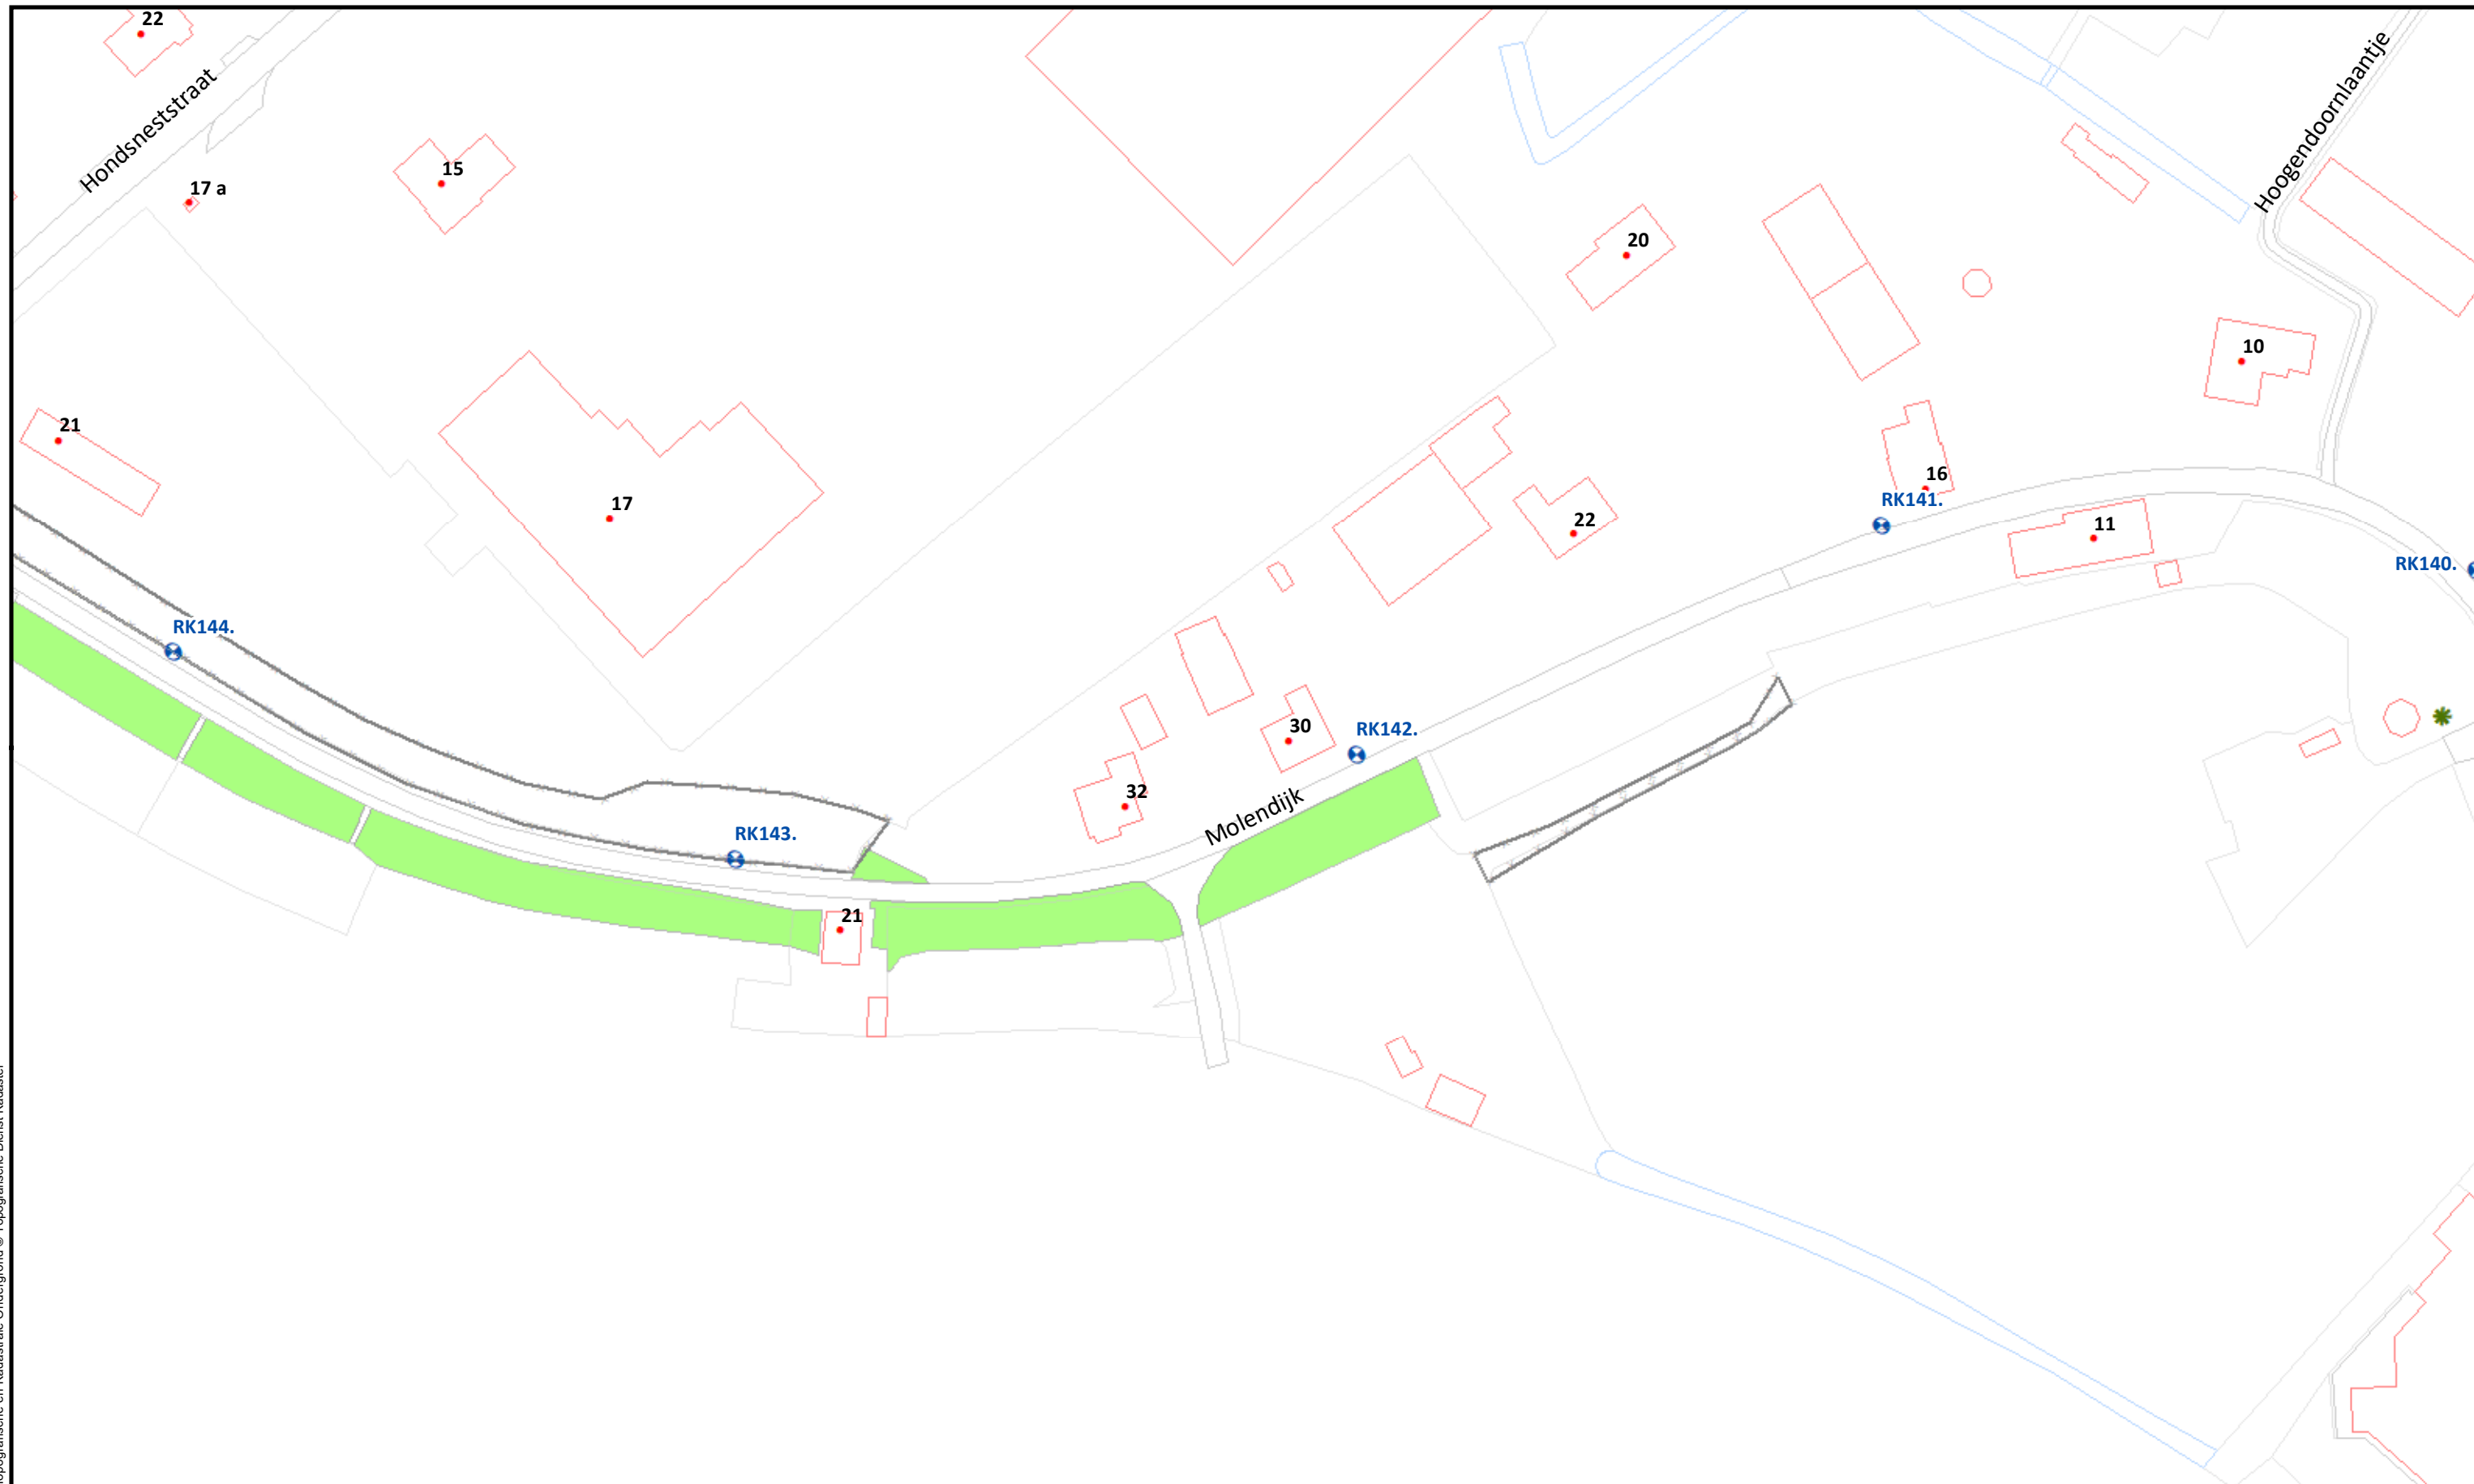 22
Hondsneststraat
Hoogendoornlaantje
15
17 a
20
10
21
16
RK141.
17
22
11
RK140.
RK144.
30
RK142.
32
Molendijk
RK143.
21